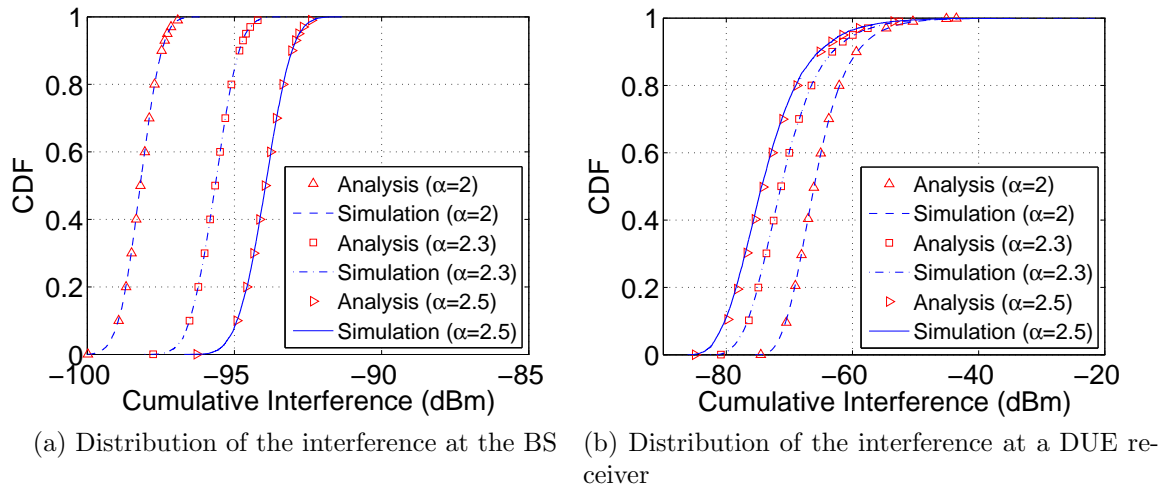 1
0.8
0.6
0.4
0.2
0
CDF
−100
−95
−90
−85
Cumulative Interference (dBm)
Analysis (α=2)
Simulation (α=2)
Analysis (α=2.3)
Simulation (α=2.3)
Analysis (α=2.5)
Simulation (α=2.5)
(a) Distribution of the interference at the BS
1
0.8
0.6
0.4
0.2
0
CDF
−80
−60
−40
−20
Cumulative Interference (dBm)
Analysis (α=2)
Simulation (α=2)
Analysis (α=2.3)
Simulation (α=2.3)
Analysis (α=2.5)
Simulation (α=2.5)
(b) Distribution of the interference at a DUE re-
ceiver